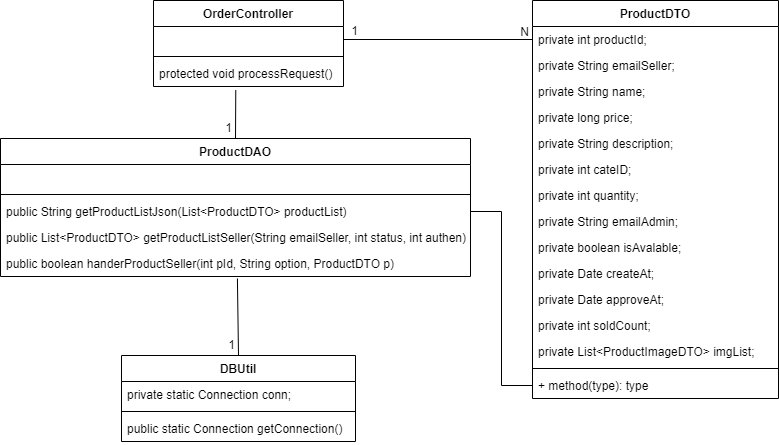 OrderController
protected void processRequest()
1
N
ProductDTO
private int productId;
private String emailSeller;
private String name;
private long price;
private String description;
private int cateID;
private int quantity;
private String emailAdmin;
private boolean isAvalable;
private Date createAt;
private Date approveAt;
private int soldCount;
private List<ProductImageDTO> imgList;
+ method(type): type
1
ProductDAO
public String getProductListJson(List<ProductDTO> productList)
public List<ProductDTO> getProductListSeller(String emailSeller, int status, int authen)
public boolean handerProductSeller(int pId, String option, ProductDTO p)
1
DBUtil
private static Connection conn;
public static Connection getConnection()